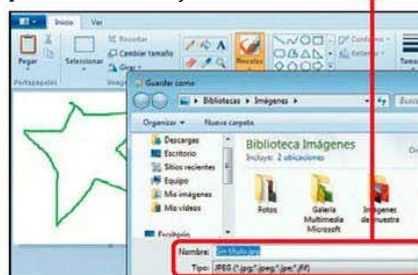 Inicio Ver
Pegar
Seleccionar
Recortar
Cambiar tamaño
Girar
Pinceles
Contorno
Portapapeles
Guardar como
Bibliotecas Imágenes
Organizar Nueva carpeta
Descargas
Escritorio
Sitios recientes
Equipo
Mis imágenes
Mis vídeos
Escritorio
Biblioteca Imágenes
Incluye: 2 ubicaciones
Fotos
Galería Multimedia Microsoft
Imágenes de muestra
Nombre: Sin título.jpg
Tipo: JPEG (*.jpg;*.jpeg;*.jpe;*.jfif)